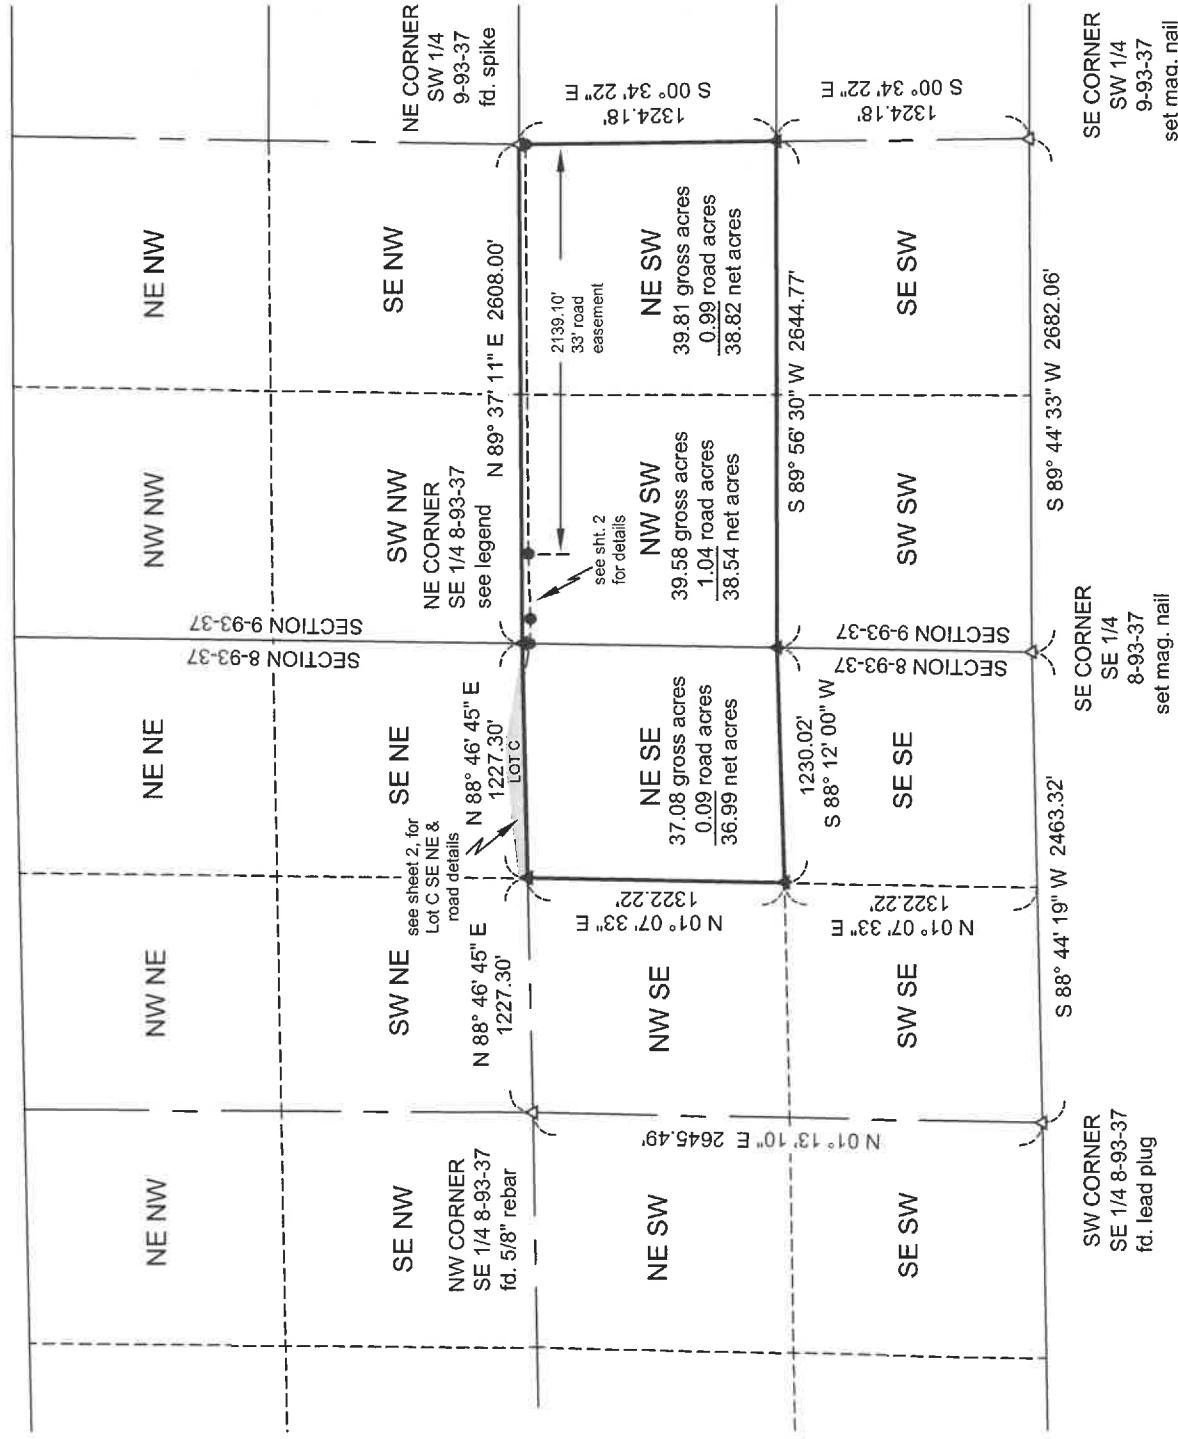 NE NW
NW NE
NE NE
NW NW
NE NW
SECTION 8-93-37
SECTION 9-93-37
NE CORNER
SW 1/4
9-93-37
fd. spike
SE NW
SW NE
SE NE
SW NW
SE NW
NW CORNER
SE 1/4 8-93-37
fd. 5/8" rebar
see sheet 2, for
Lot C SE NE &
road details
N 88° 46' 45" E
1227.30'
N 88° 46' 45" E
1227.30'
LOT C
NE CORNER
SE 1/4 8-93-37
see legend
N 89° 37' 11" E 2608.00'
see sht. 2
for details
2139.10'
33' road
easement
S 00° 34' 22" E
1324.18'
NE SW
NW SE
N 01° 13' 10" E 2645.49'
N 01° 07' 33" E
1322.22'
NE SE
37.08 gross acres
0.09 road acres
36.99 net acres
NW SW
39.58 gross acres
1.04 road acres
38.54 net acres
NE SW
39.81 gross acres
0.99 road acres
38.82 net acres
1230.02'
S 88° 12' 00" W
S 89° 56' 30" W 2644.77'
S 00° 34' 22" E
1324.18'
SE SW
SW SE
N 01° 07' 33" E
1322.22'
SE SE
SECTION 8-93-37
SECTION 9-93-37
SW SW
SE SW
S 88° 44' 19" W 2463.32'
S 89° 44' 33" W 2682.06'
SW CORNER
SE 1/4 8-93-37
fd. lead plug
SE CORNER
SE 1/4
8-93-37
set mag. nail
SE CORNER
SW 1/4
9-93-37
set mag. nail